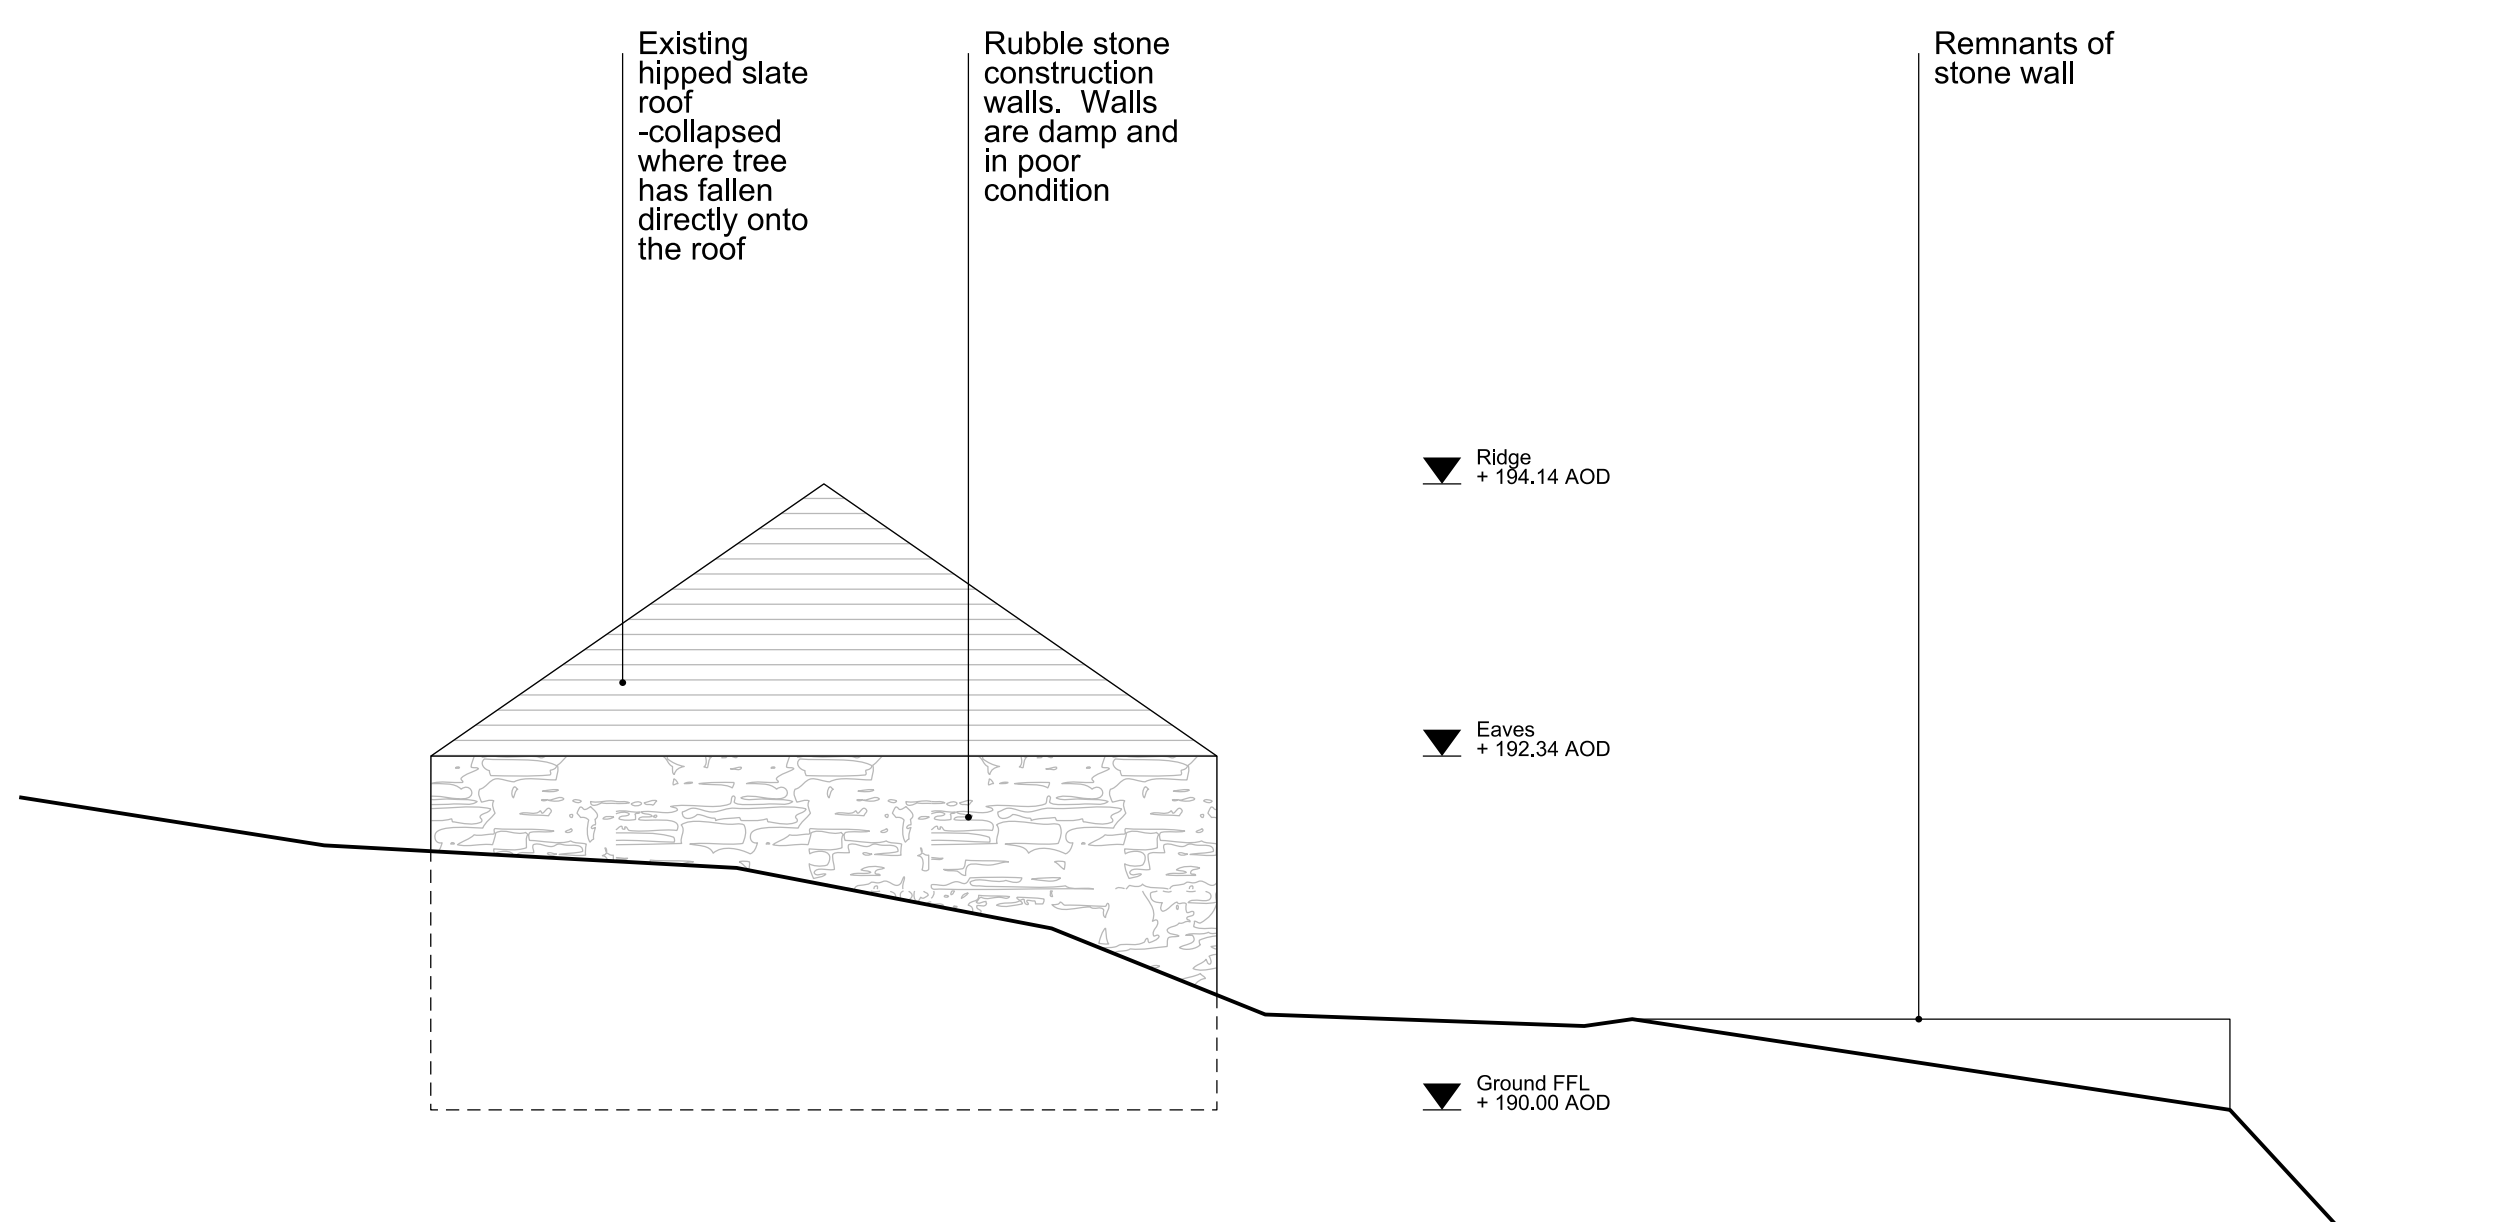 Existing
hipped slate
roof
-collapsed
where tree
has fallen
directly onto
the roof
Rubble stone
construction
walls.  Walls
are damp and
in poor
condition
Remnants of
stone wall
Ridge
+ 194.14 AOD
Eaves
+ 192.34 AOD
Ground FFL
+ 190.00 AOD